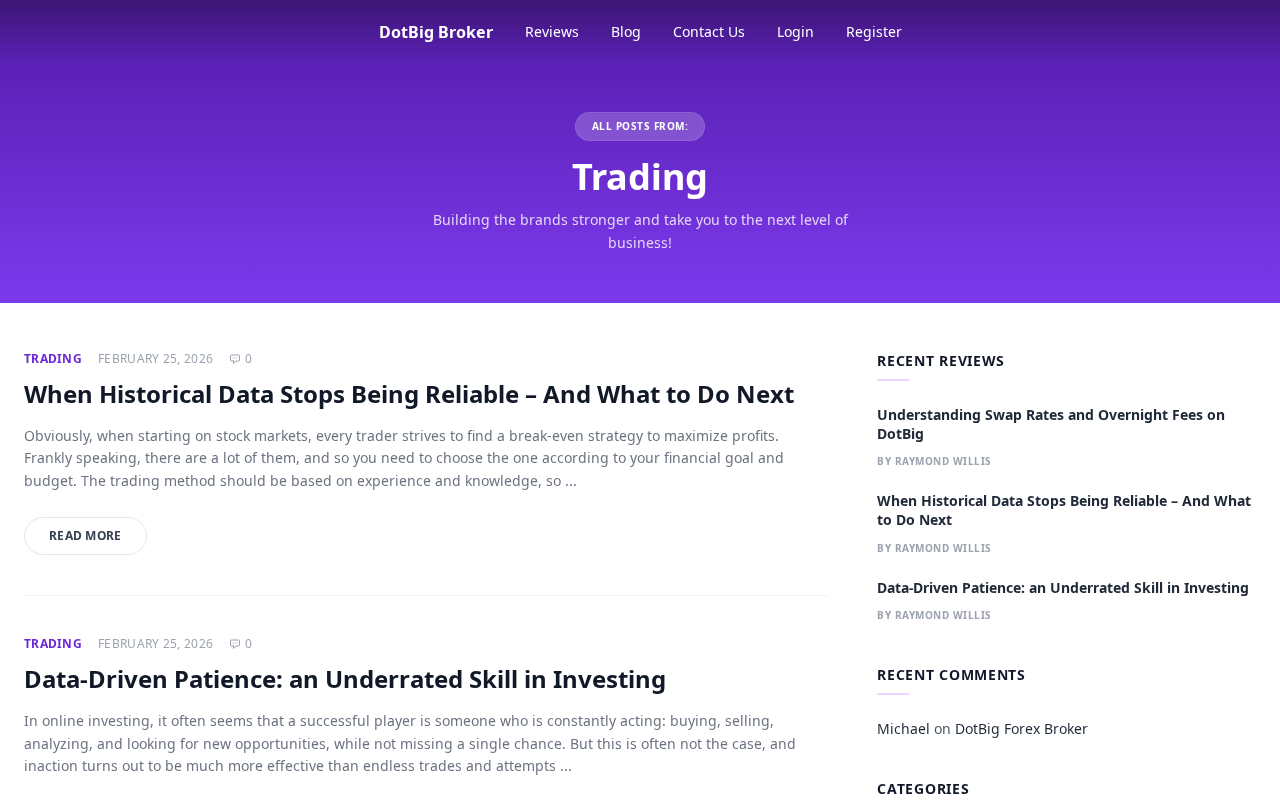 DotBig Broker Reviews Blog Contact Us Login Register
ALL POSTS FROM:
Trading
Building the brands stronger and take you to the next level of
business!
TRADING FEBRUARY 25, 2026 0
When Historical Data Stops Being Reliable – And What to Do Next
Obviously, when starting on stock markets, every trader strives to find a break-even strategy to maximize profits.
Frankly speaking, there are a lot of them, and so you need to choose the one according to your financial goal and
budget. The trading method should be based on experience and knowledge, so ...
READ MORE
TRADING FEBRUARY 25, 2026 0
Data-Driven Patience: an Underrated Skill in Investing
In online investing, it often seems that a successful player is someone who is constantly acting: buying, selling,
analyzing, and looking for new opportunities, while not missing a single chance. But this is often not the case, and
inaction turns out to be much more effective than endless trades and attempts ...
RECENT REVIEWS
Understanding Swap Rates and Overnight Fees on
DotBig
BY RAYMOND WILLIS
When Historical Data Stops Being Reliable – And What
to Do Next
BY RAYMOND WILLIS
Data-Driven Patience: an Underrated Skill in Investing
BY RAYMOND WILLIS
RECENT COMMENTS
Michael on DotBig Forex Broker
CATEGORIES